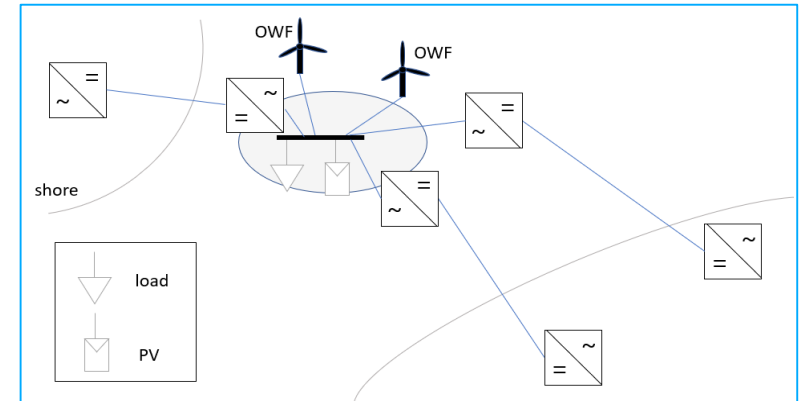 OWF
OWF
=
~
~
=
=
~
shore
=
~
~
=
load
~
=
PV